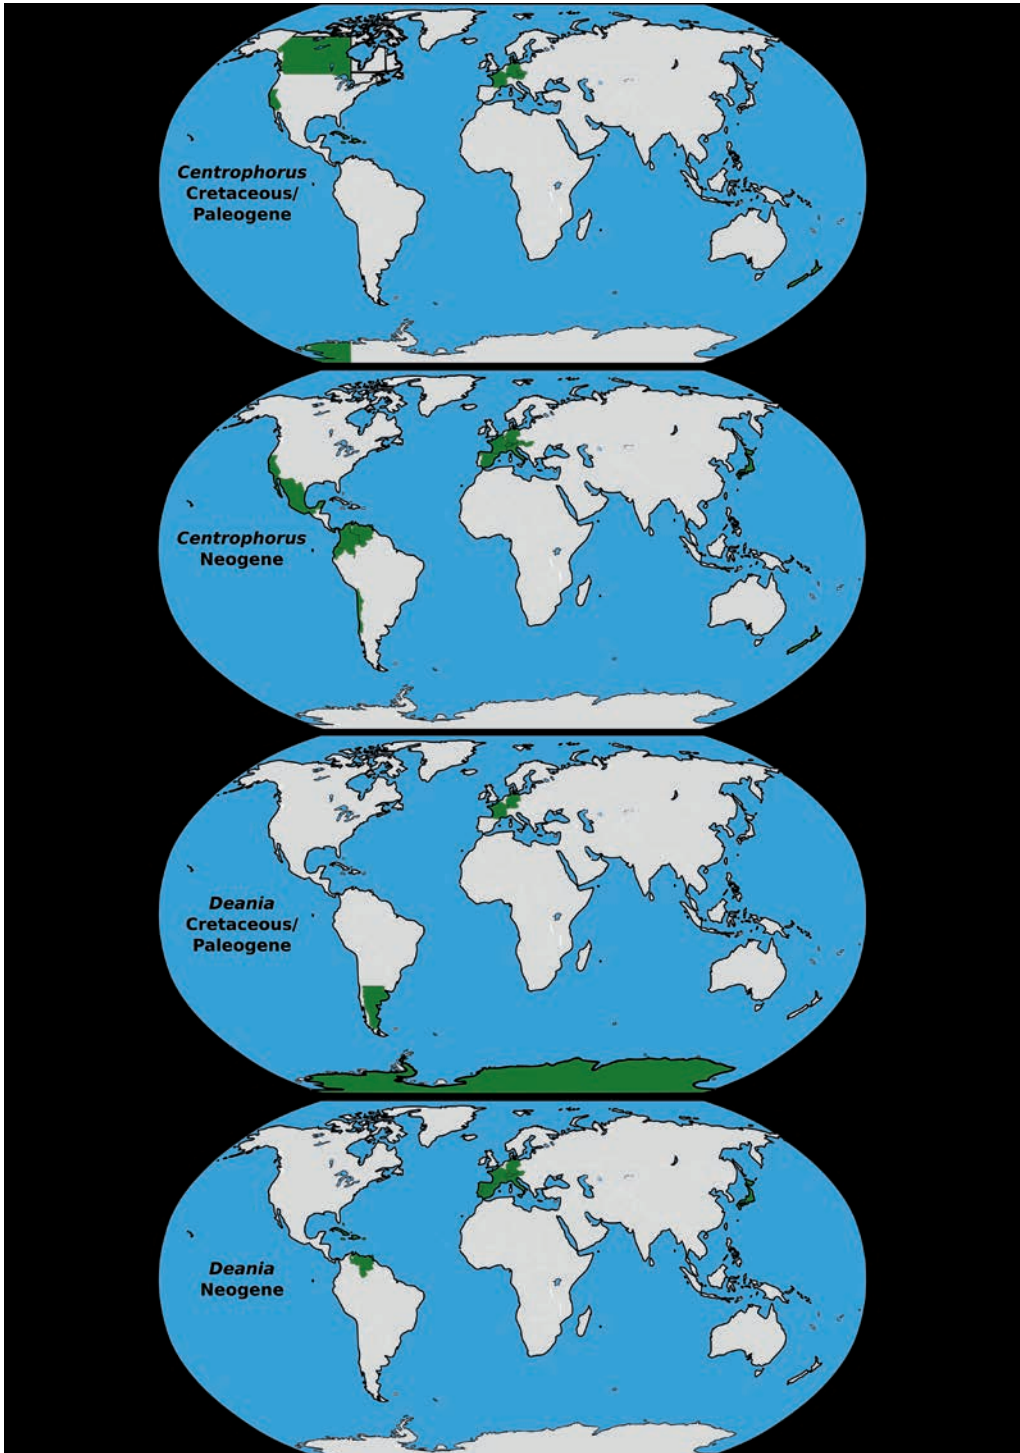 Centrophorus
Cretaceous/
Paleogene
Centrophorus
Neogene
Deania
Cretaceous/
Paleogene
Deania
Neogene